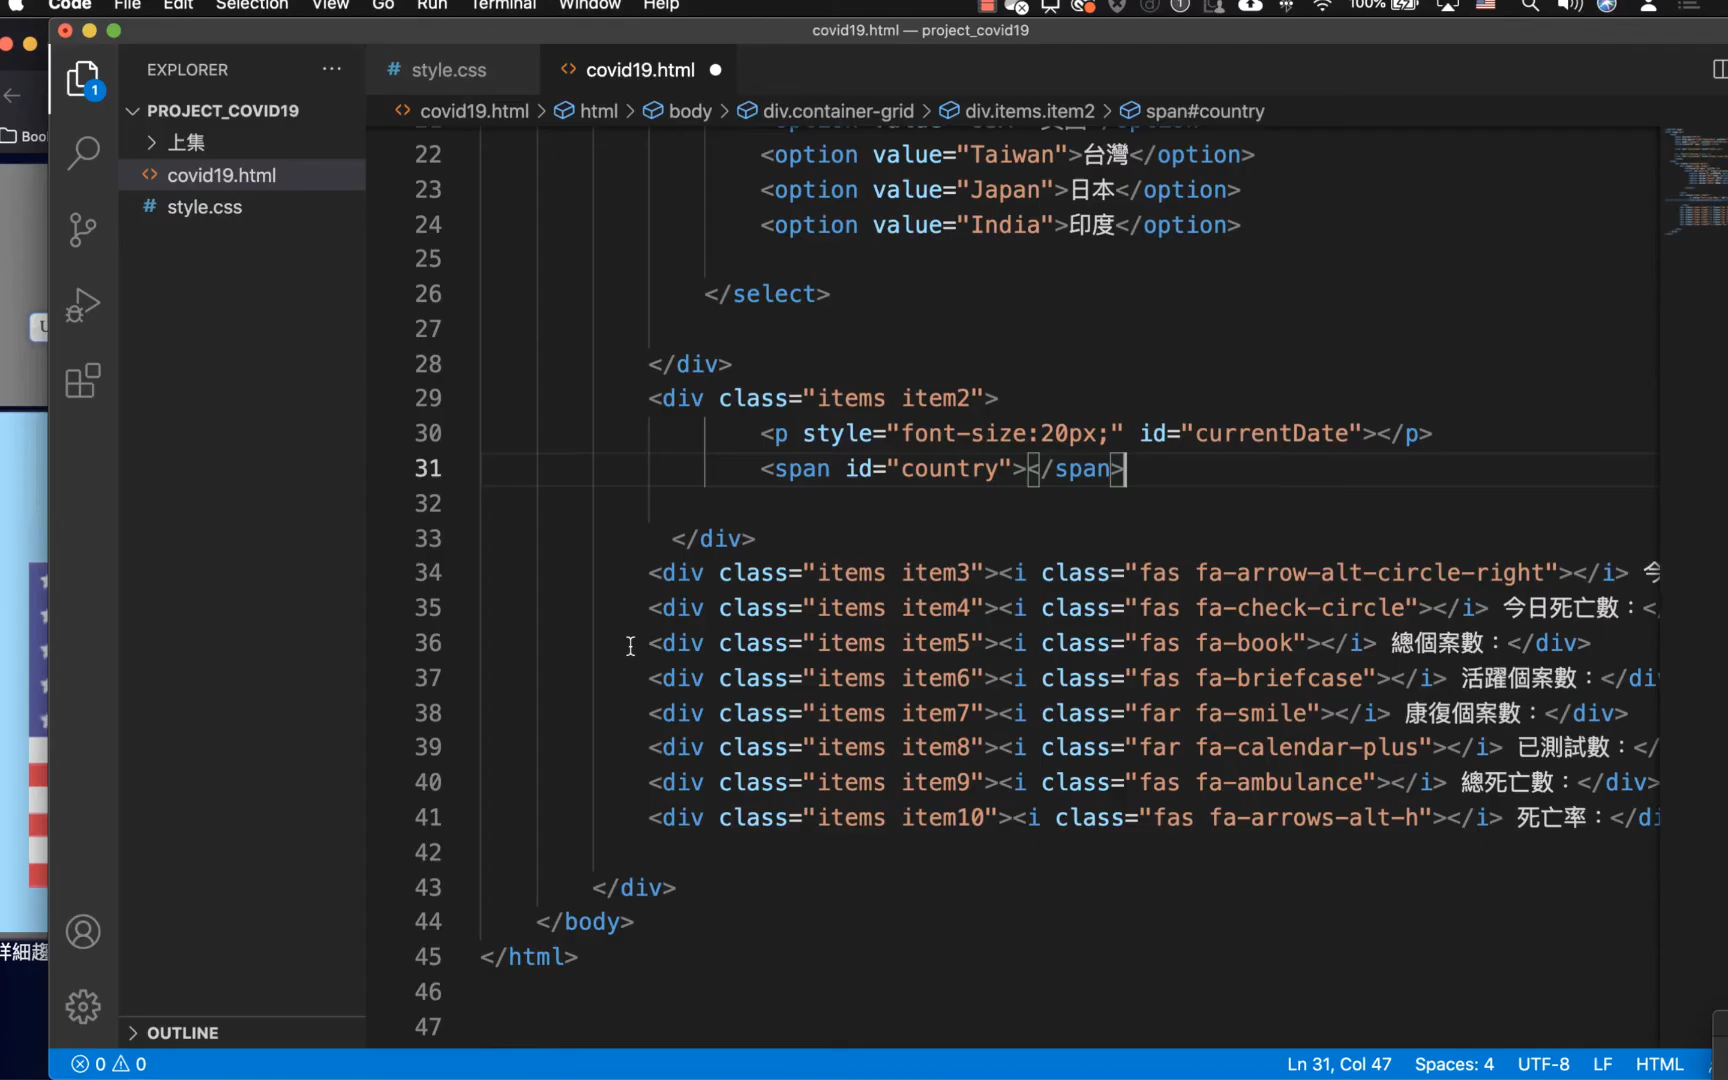 Code File Edit Selection View Go Run Terminal Window Help 100%
covid19.html — project_covid19
EXPLORER
style.css
covid19.html
1
covid19.html > html > body > div.container-grid > div.items.item2 > span#country
PROJECT_COVID19
上集
covid19.html
style.css
22 <option value="Taiwan">台灣</option>
23 <option value="Japan">日本</option>
24 <option value="India">印度</option>
25
26 </select>
27
28 </div>
29 <div class="items item2">
30 <p style="font-size:20px;" id="currentDate"></p>
31 <span id="country"></span>
32
33 </div>
34 <div class="items item3"><i class="fas fa-arrow-alt-circle-right"></i> 今
35 <div class="items item4"><i class="fas fa-check-circle"></i> 今日死亡數：</
36 <div class="items item5"><i class="fas fa-book"></i> 總個案數：</div>
37 <div class="items item6"><i class="fas fa-briefcase"></i> 活躍個案數：</di
38 <div class="items item7"><i class="far fa-smile"></i> 康復個案數：</div>
39 <div class="items item8"><i class="far fa-calendar-plus"></i> 已測試數：</
40 <div class="items item9"><i class="fas fa-ambulance"></i> 總死亡數：</div>
41 <div class="items item10"><i class="fas fa-arrows-alt-h"></i> 死亡率：</di
42
43 </div>
44 </body>
45 </html>
46
47
Boo
詳細趨
OUTLINE
0 0
Ln 31, Col 47 Spaces: 4 UTF-8 LF HTML